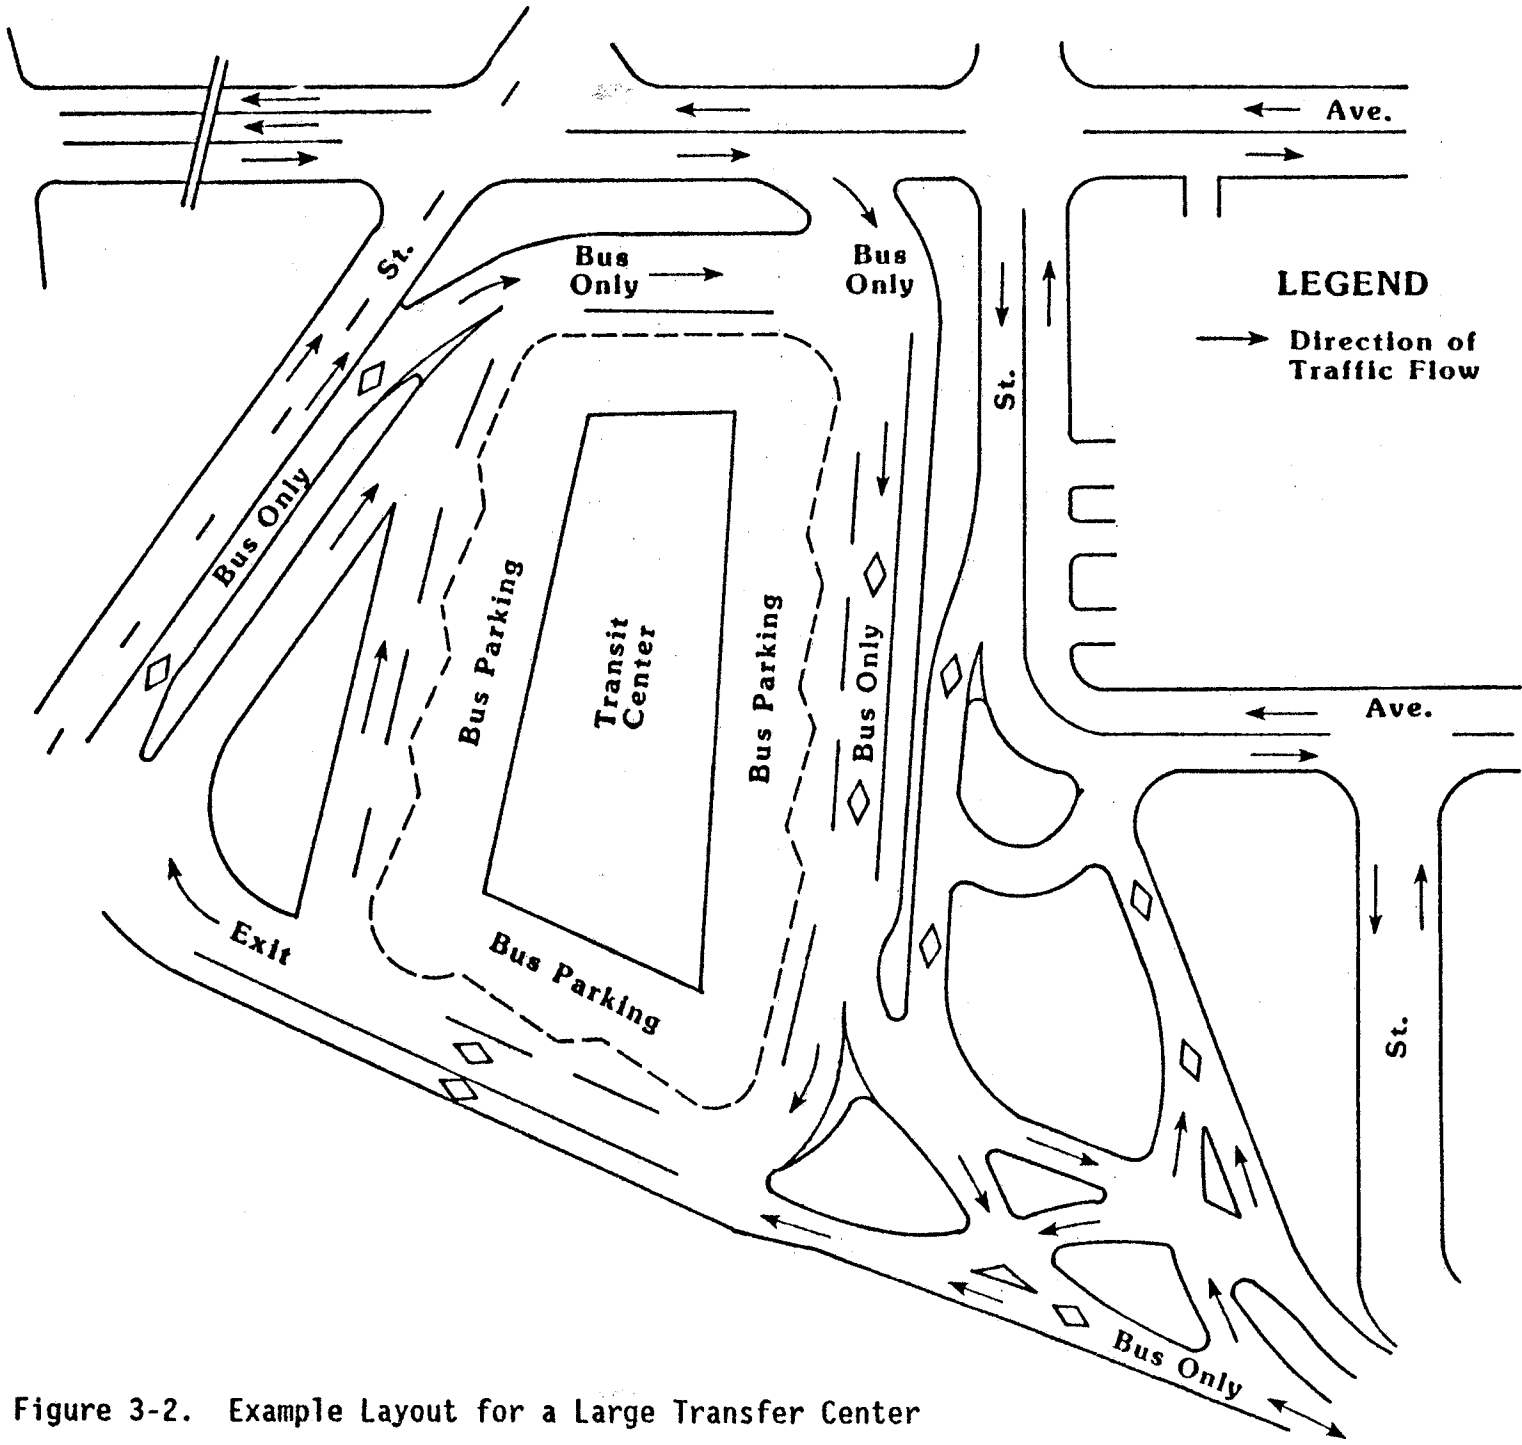 Ave.
St.
Bus
Only
Bus
Only
LEGEND
Direction of
Traffic Flow
St.
Bus Only
Bus Parking
Transit
Center
Bus Parking
Bus Only
Ave.
Exit
Bus Parking
St.
Bus Only
Figure 3-2. Example Layout for a Large Transfer Center